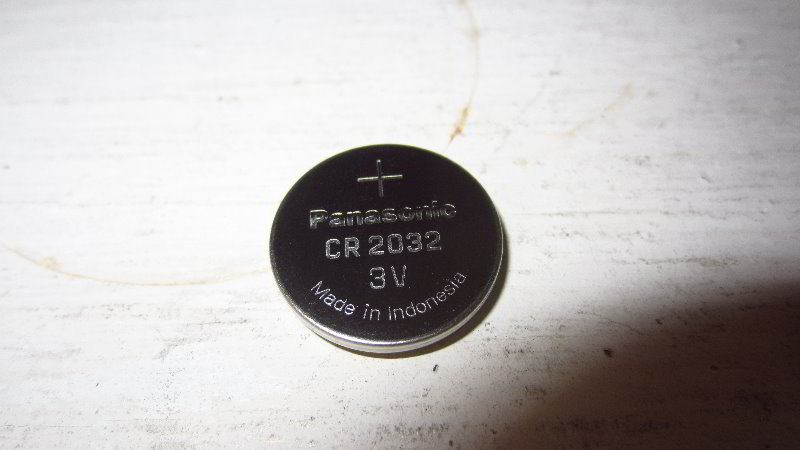 +
Panasonic
CR 2032
3V
Made in Indonesia